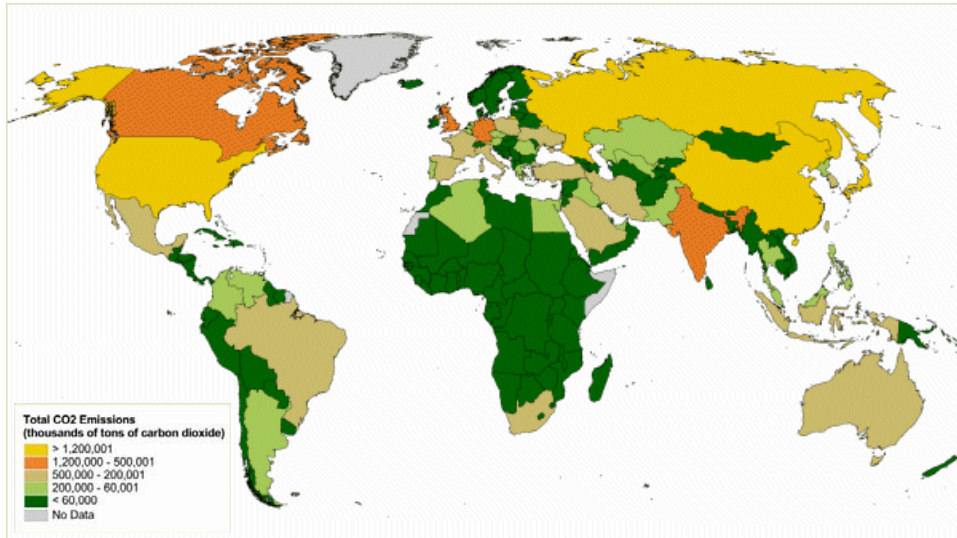 Total CO2 Emissions
(thousands of tons of carbon dioxide)
> 1,200,001
1,200,000 - 500,001
500,000 - 200,001
200,000 - 60,001
< 60,000
No Data